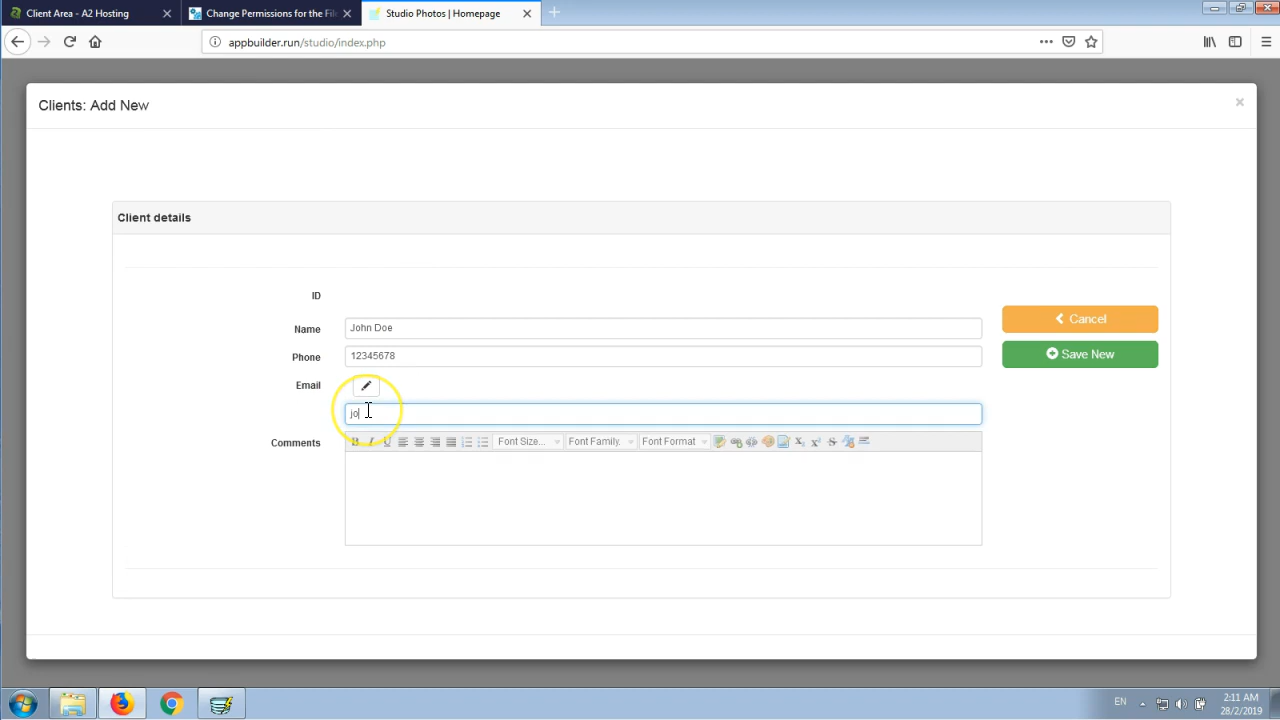 Client Area - A2 Hosting
Change Permissions for the Fil
Studio Photos | Homepage
appbuilder.run/studio/index.php
Clients: Add New
Client details
ID
Name John Doe
Cancel
Phone 12345678
Save New
Email
jo
Comments
B I U Font Size... Font Family. Font Format
EN
2:11 AM
28/2/2019